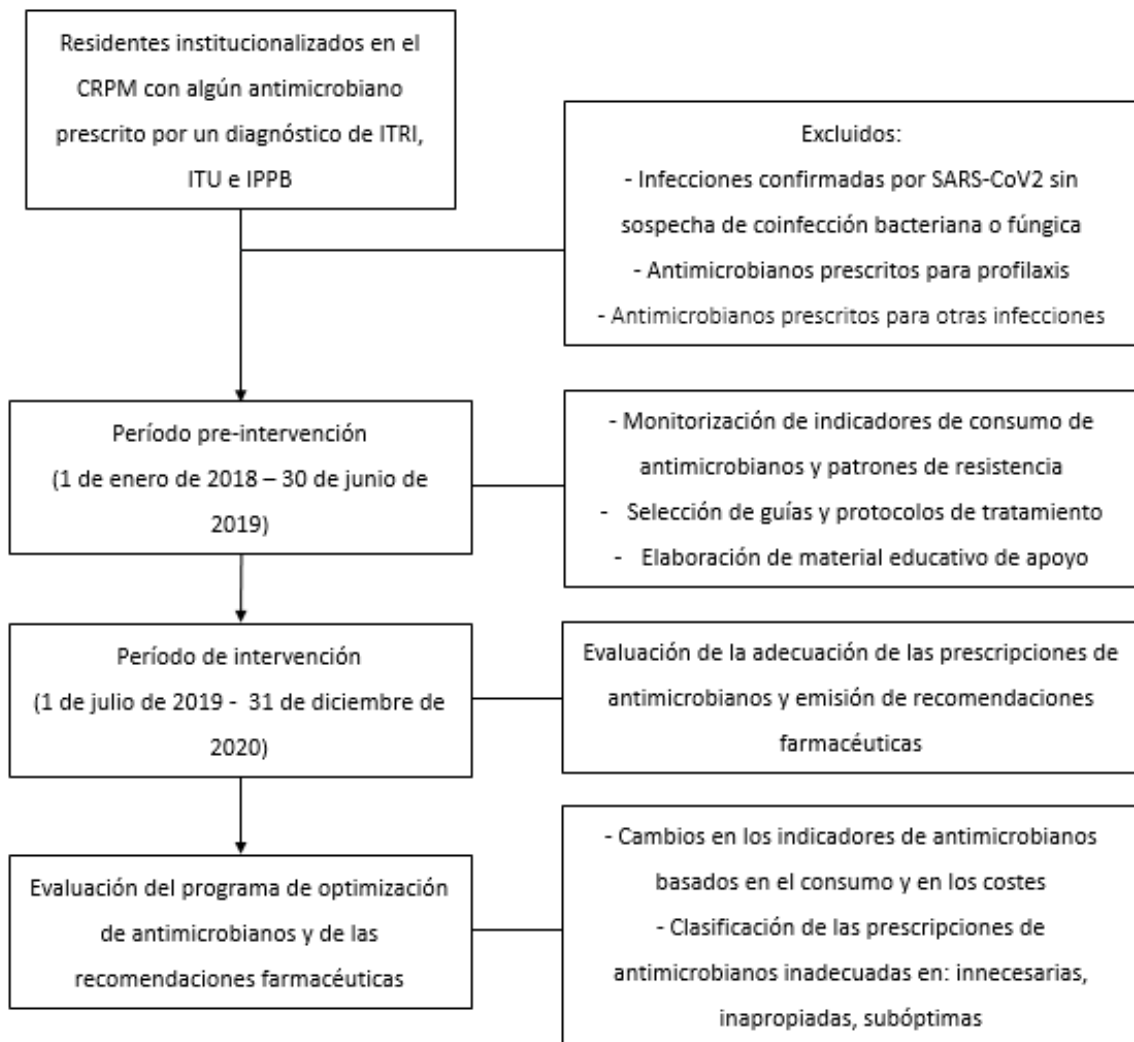 Residentes institucionalizados en el
CRPM con algún antimicrobiano
prescrito por un diagnóstico de ITRI,
ITU e IPPB
Excluidos:
- Infecciones confirmadas por SARS-CoV2 sin
sospecha de coinfección bacteriana o fúngica
- Antimicrobianos prescritos para profilaxis
- Antimicrobianos prescritos para otras infecciones
Período pre-intervención
(1 de enero de 2018 – 30 de junio de
2019)
- Monitorización de indicadores de consumo de
antimicrobianos y patrones de resistencia
- Selección de guías y protocolos de tratamiento
- Elaboración de material educativo de apoyo
Período de intervención
(1 de julio de 2019 - 31 de diciembre de
2020)
Evaluación de la adecuación de las prescripciones de
antimicrobianos y emisión de recomendaciones
farmacéuticas
Evaluación del programa de optimización
de antimicrobianos y de las
recomendaciones farmacéuticas
- Cambios en los indicadores de antimicrobianos
basados en el consumo y en los costes
- Clasificación de las prescripciones de
antimicrobianos inadecuadas en: innecesarias,
inapropiadas, subóptimas